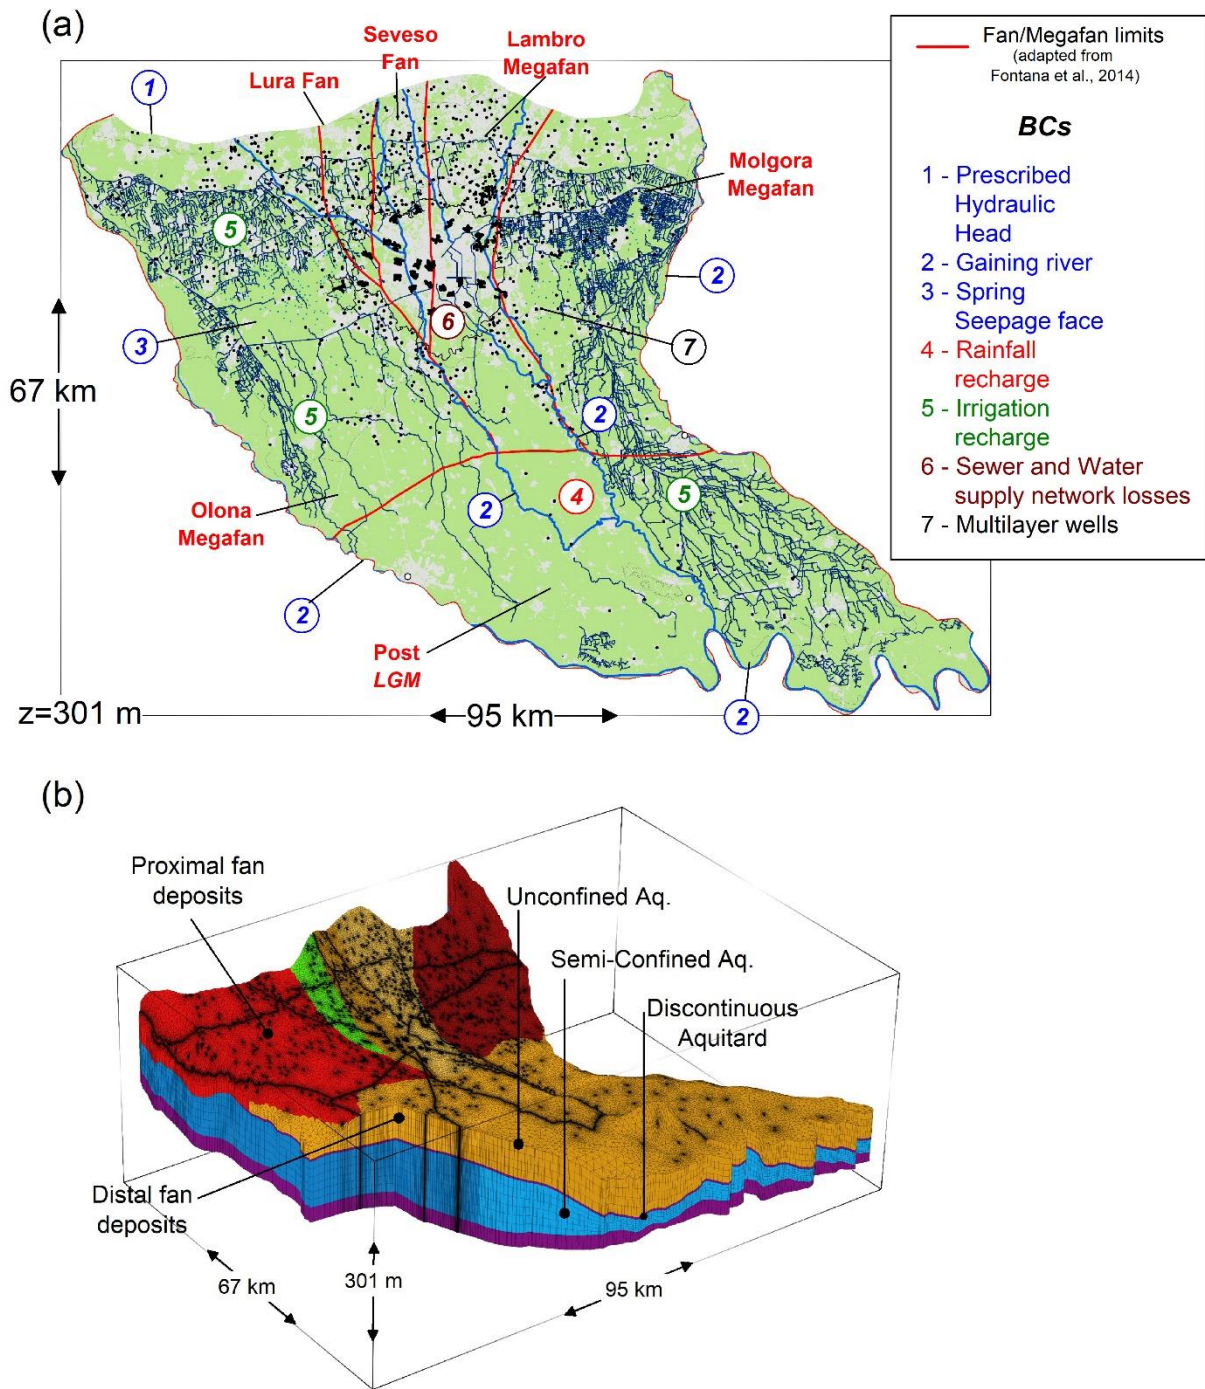 (a)
Seveso
Fan
Lambro
Megafan
Lura Fan
1
Molgora
Megafan
5
2
3
6
7
67 km
5
2
Olona
Megafan
2
4
5
2
Post
LGM
z=301 m
95 km
2
Fan/Megafan limits
(adapted from
Fontana et al., 2014)
BCs
1 - Prescribed
Hydraulic
Head
2 - Gaining river
3 - Spring
Seepage face
4 - Rainfall
recharge
5 - Irrigation
recharge
6 - Sewer and Water
supply network losses
7 - Multilayer wells
(b)
Proximal fan
deposits
Unconfined Aq.
Semi-Confined Aq.
Discontinuous
Aquitard
Distal fan
deposits
67 km
301 m
95 km